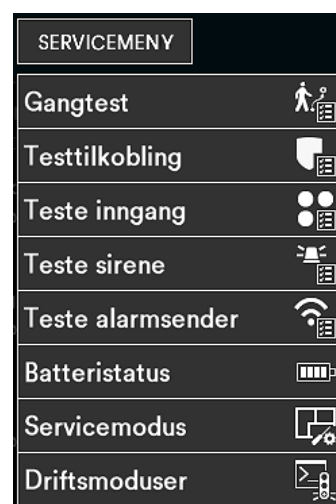 SERVICEMENY
Gangtest
Testtilkobling
Teste inngang
Teste sirene
Teste alarmsender
Batteristatus
Servicemodus
Driftsmoduser